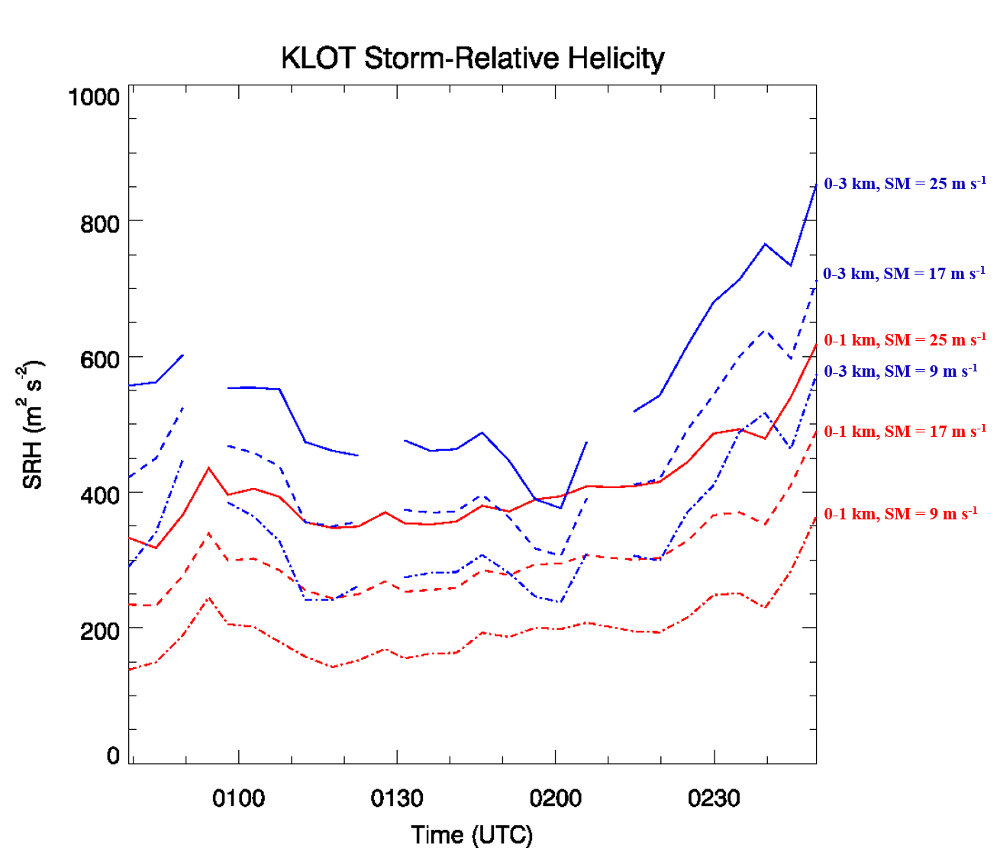 KLOT Storm-Relative Helicity
1000
800
600
400
200
0
SRH (m² s⁻²)
0100 0130 0200 0230
Time (UTC)
0-3 km, SM = 25 m s⁻¹
0-3 km, SM = 17 m s⁻¹
0-1 km, SM = 25 m s⁻¹
0-3 km, SM = 9 m s⁻¹
0-1 km, SM = 17 m s⁻¹
0-1 km, SM = 9 m s⁻¹